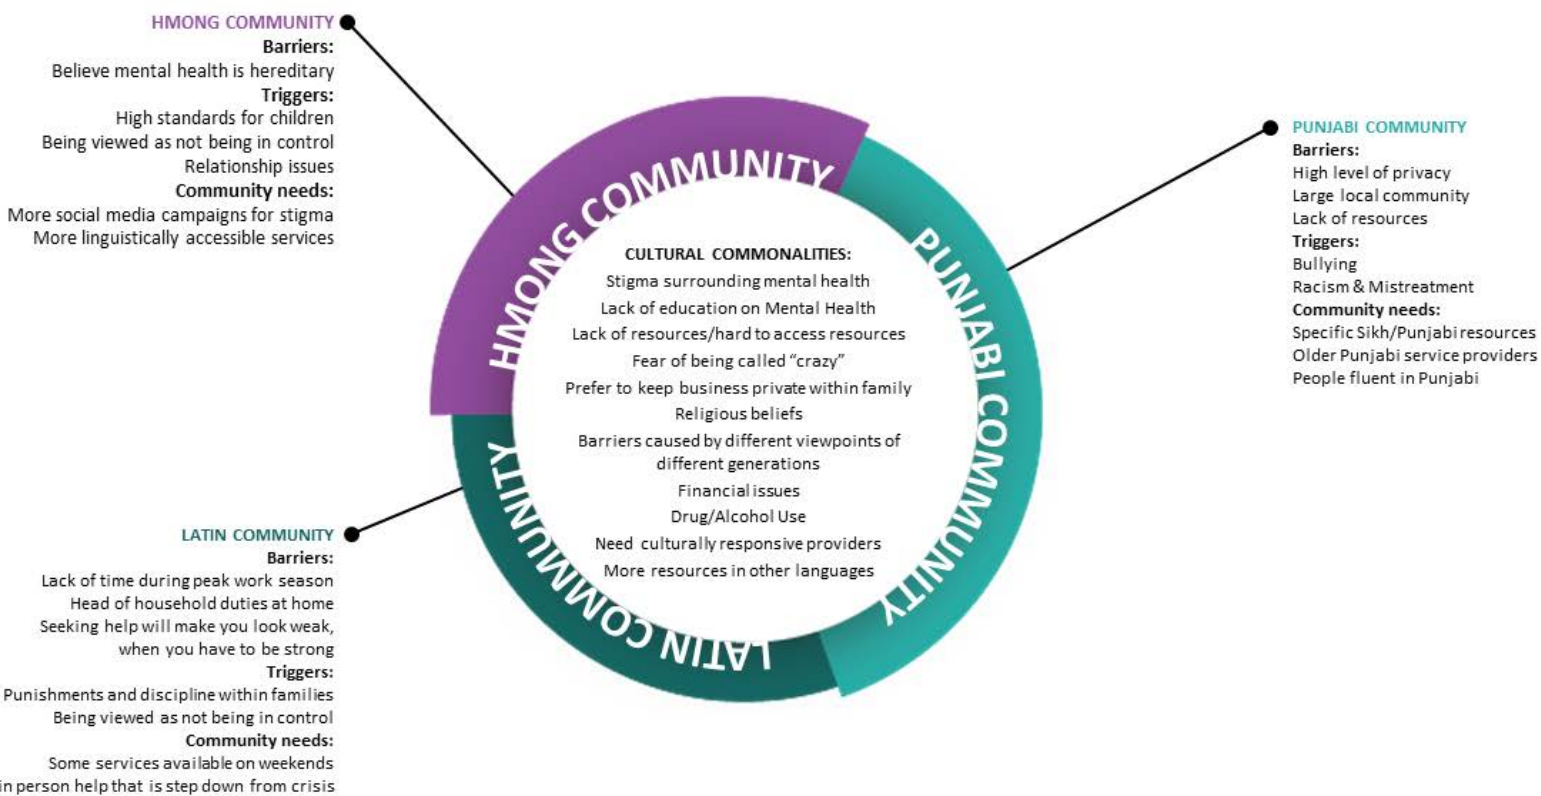 HMONG COMMUNITY
Barriers:
Believe mental health is hereditary
Triggers:
High standards for children
Being viewed as not being in control
Relationship issues
Community needs:
More social media campaigns for stigma
More linguistically accessible services
PUNJABI COMMUNITY
Barriers:
High level of privacy
Large local community
Lack of resources
Triggers:
Bullying
Racism & Mistreatment
Community needs:
Specific Sikh/Punjabi resources
Older Punjabi service providers
People fluent in Punjabi
HMONG COMMUNITY
PUNJABI COMMUNITY
LATIN COMMUNITY
CULTURAL COMMONALITIES:
Stigma surrounding mental health
Lack of education on Mental Health
Lack of resources/hard to access resources
Fear of being called “crazy”
Prefer to keep business private within family
Religious beliefs
Barriers caused by different viewpoints of
different generations
Financial issues
Drug/Alcohol Use
Need culturally responsive providers
More resources in other languages
LATIN COMMUNITY
Barriers:
Lack of time during peak work season
Head of household duties at home
Seeking help will make you look weak,
when you have to be strong
Triggers:
Punishments and discipline within families
Being viewed as not being in control
Community needs:
Some services available on weekends
in person help that is step down from crisis